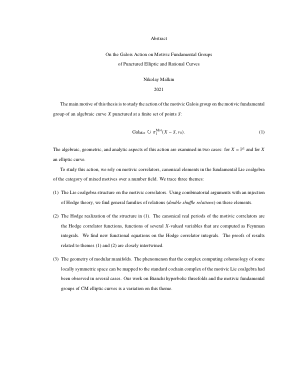 Abstract
On the Galois Action on Motivic Fundamental Groups
of Punctured Elliptic and Rational Curves
Nikolay Malkin
2021
The main motive of this thesis is to study the action of the motivic Galois group on the motivic fundamental
group of an algebraic curve X punctured at a finite set of points S:
Gal_Mot ↻ π_1^Mot(X − S, v_0). (1)
The algebraic, geometric, and analytic aspects of this action are examined in two cases: for X = P^1 and for X
an elliptic curve.
To study this action, we rely on motivic correlators, canonical elements in the fundamental Lie coalgebra
of the category of mixed motives over a number field. We trace three themes:
(1) The Lie coalgebra structure on the motivic correlators. Using combinatorial arguments with an injection
of Hodge theory, we find general families of relations (double shuffle relations) on these elements.
(2) The Hodge realization of the structure in (1). The canonical real periods of the motivic correlators are
the Hodge correlator functions, functions of several X-valued variables that are computed as Feynman
integrals. We find new functional equations on the Hodge correlator integrals. The proofs of results
related to themes (1) and (2) are closely intertwined.
(3) The geometry of modular manifolds. The phenomenon that the complex computing cohomology of some
locally symmetric space can be mapped to the standard cochain complex of the motivic Lie coalgebra had
been observed in several cases. Our work on Bianchi hyperbolic threefolds and the motivic fundamental
groups of CM elliptic curves is a variation on this theme.